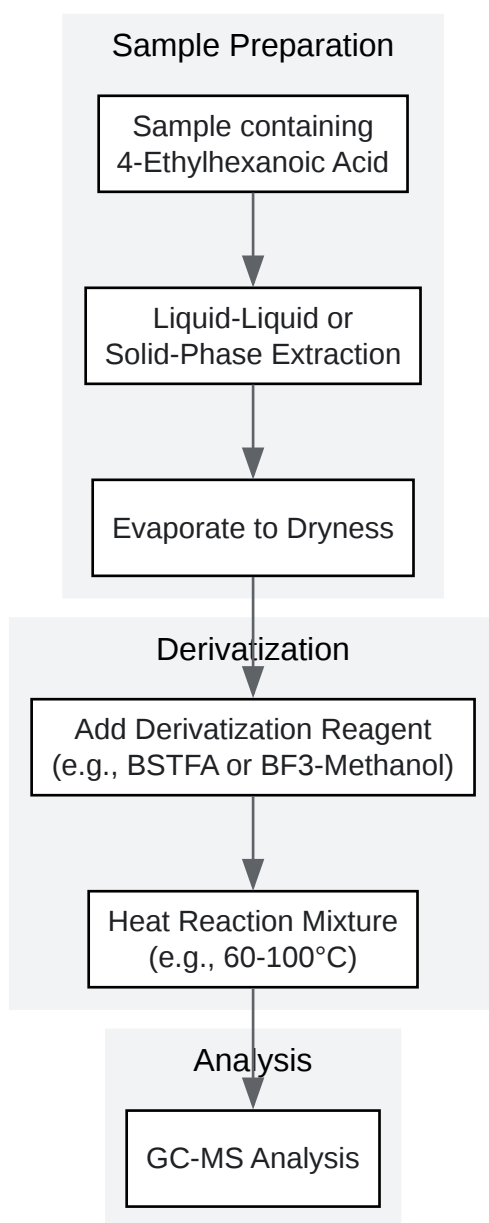 Sample Preparation
Sample containing
4-Ethylhexanoic Acid
Liquid-Liquid or
Solid-Phase Extraction
Evaporate to Dryness
Derivatization
Add Derivatization Reagent
(e.g., BSTFA or BF3-Methanol)
Heat Reaction Mixture
(e.g., 60-100°C)
Analysis
GC-MS Analysis